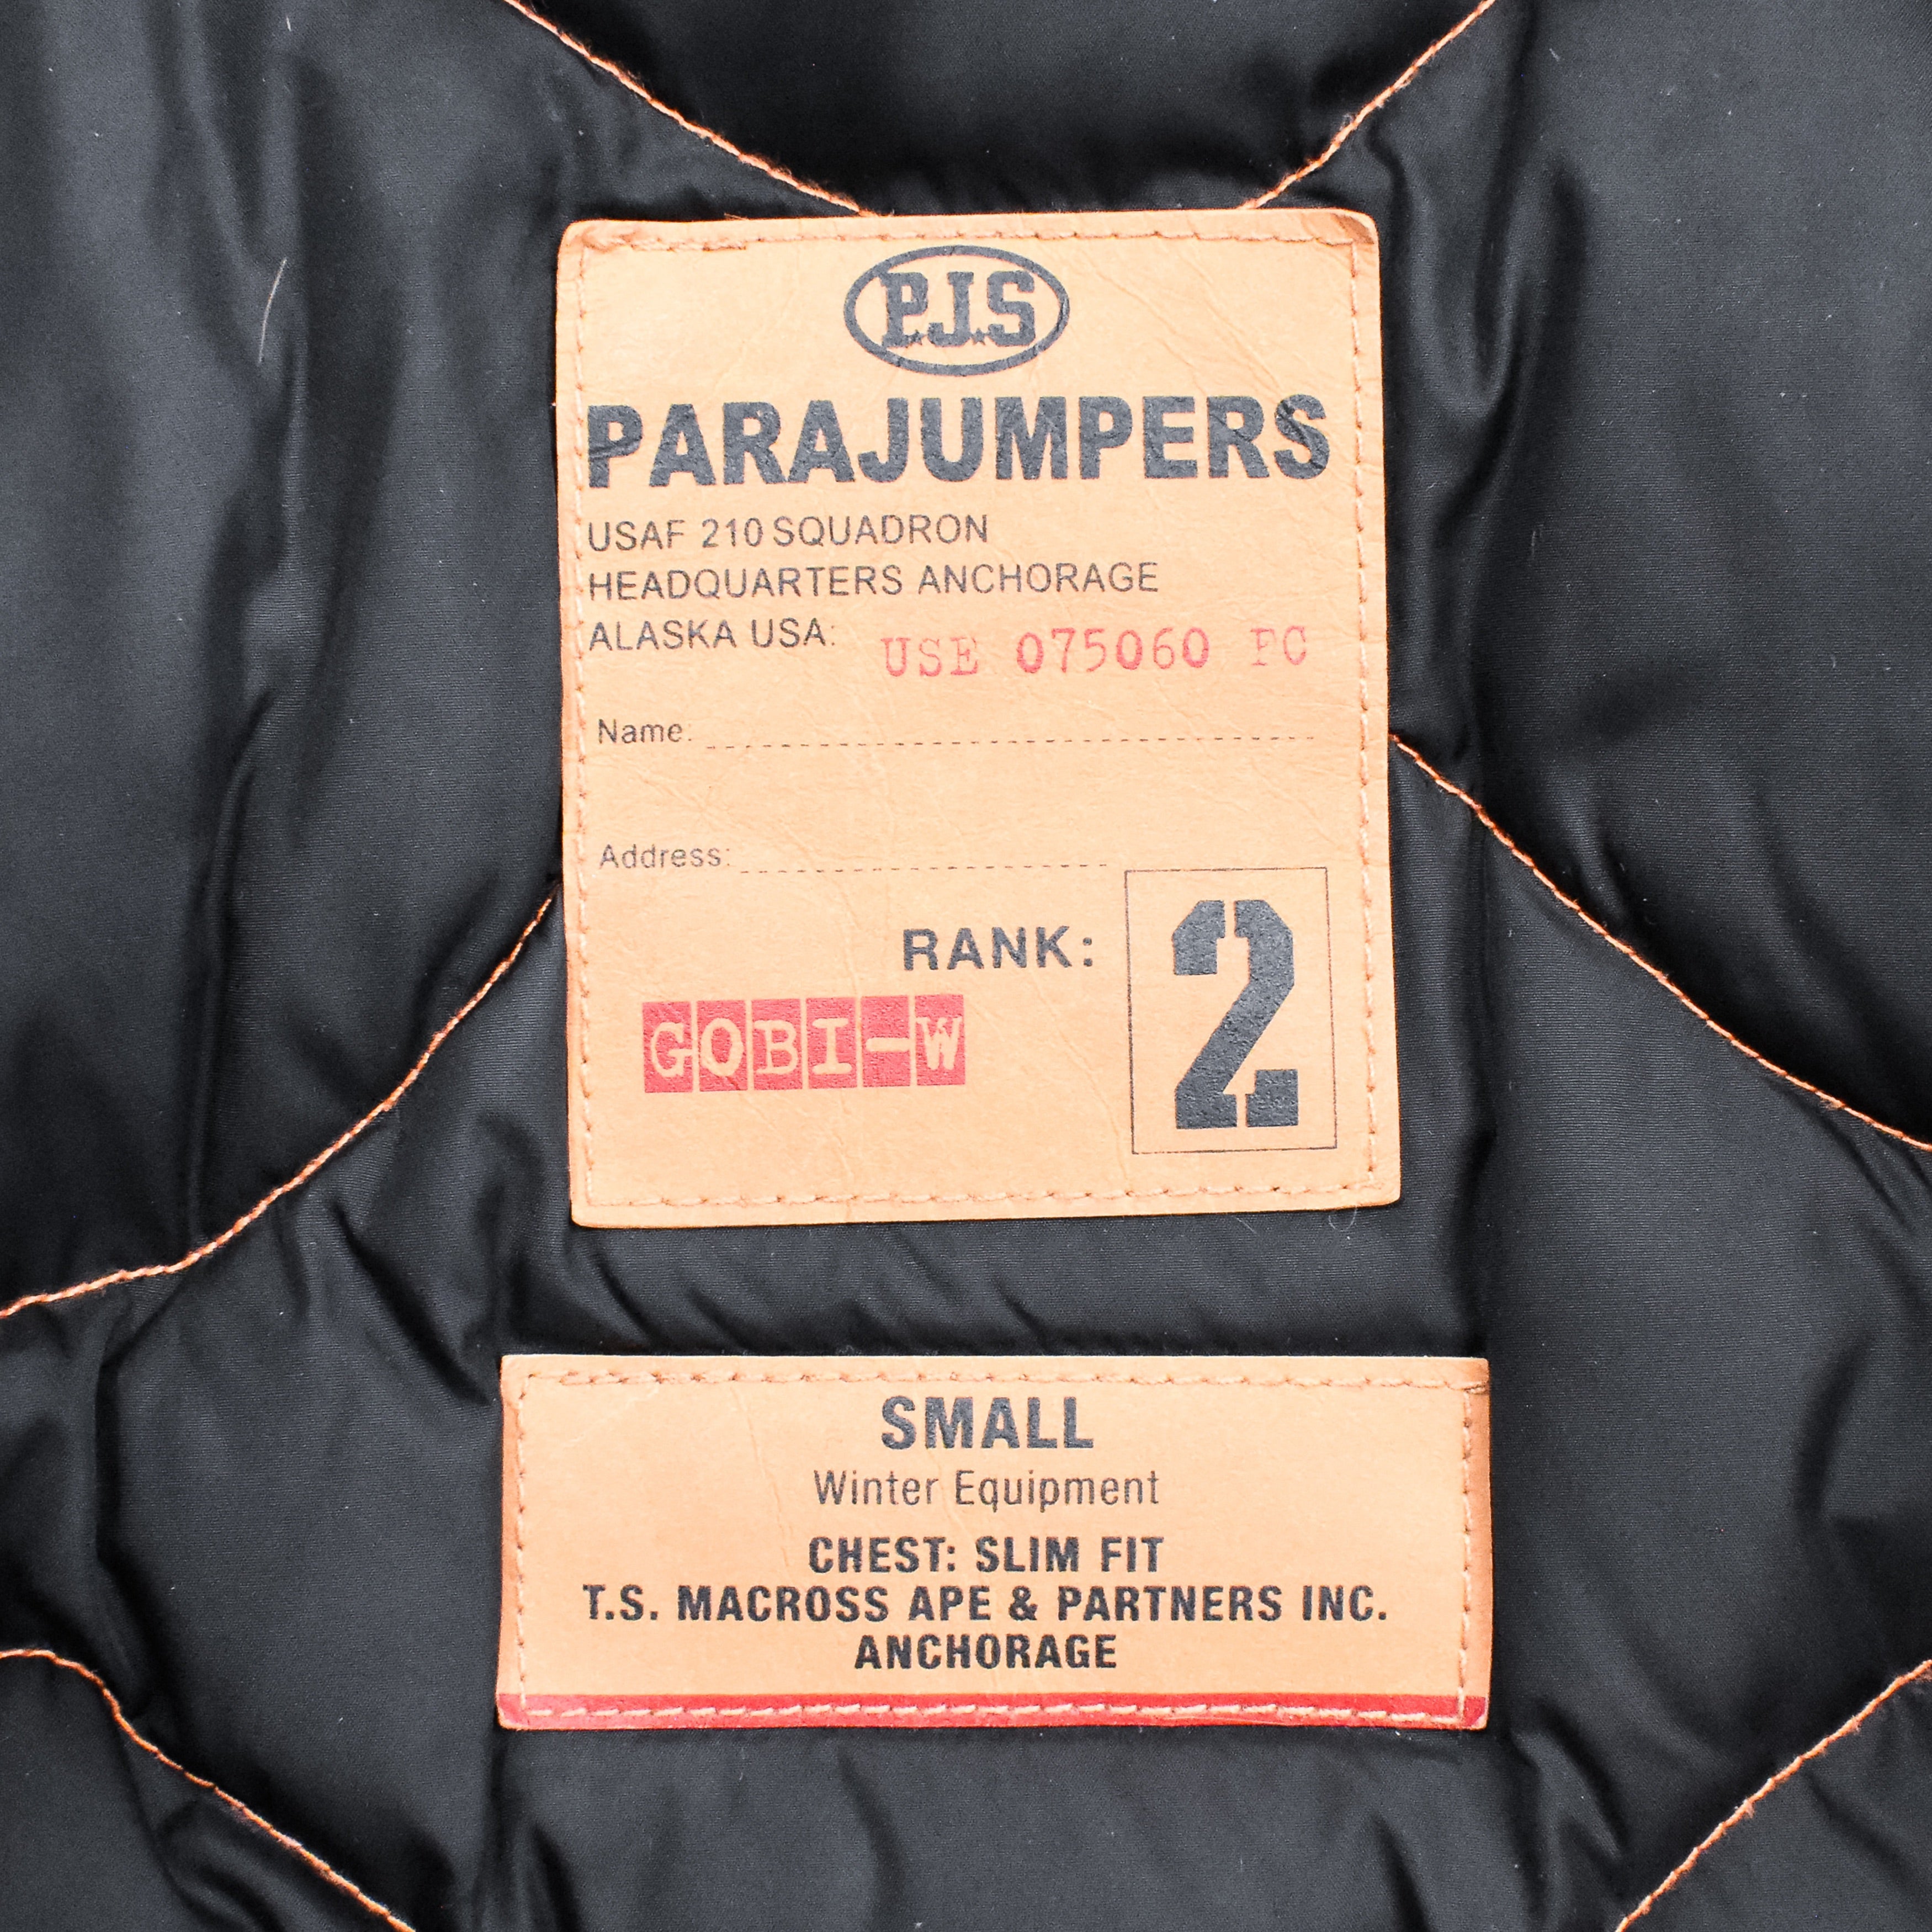 P.J.S
PARAJUMPERS
USAF 210 SQUADRON
HEADQUARTERS ANCHORAGE
ALASKA USA: USE 075060 PC
Name:
Address:
RANK: 2
GOBI-W
SMALL
Winter Equipment
CHEST: SLIM FIT
T.S. MACROSS APE & PARTNERS INC.
ANCHORAGE